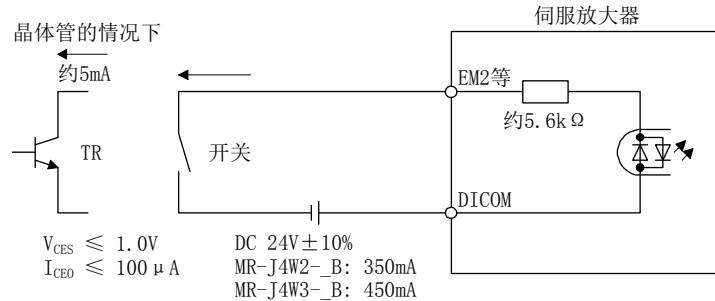 伺服放大器
晶体管的情况下
约5mA
EM2等
约5.6kΩ
TR
开关
DICOM
VCES ≤ 1.0V
ICEO ≤ 100μA
DC 24V±10%
MR-J4W2-_B: 350mA
MR-J4W3-_B: 450mA